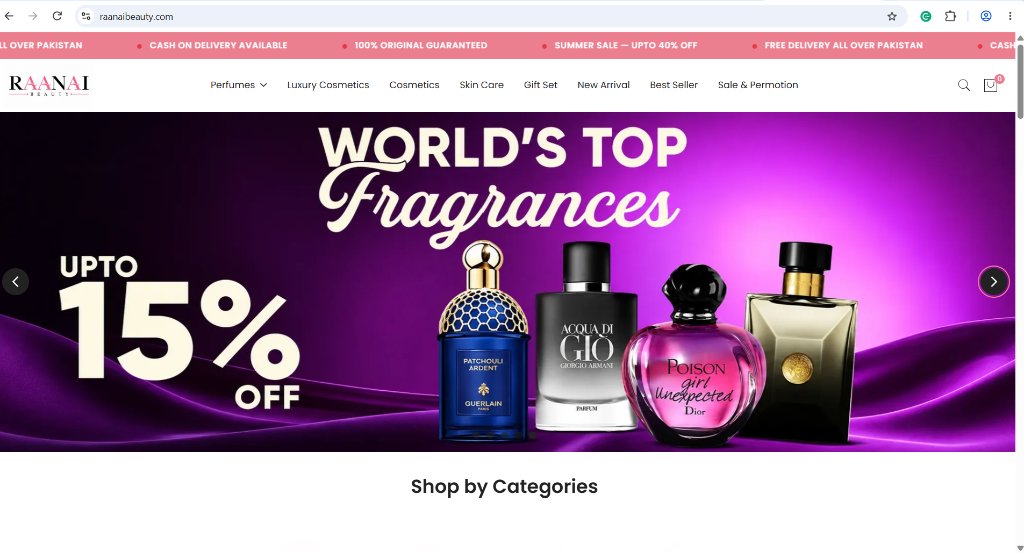 raanaibeauty.com
LL OVER PAKISTAN • CASH ON DELIVERY AVAILABLE • 100% ORIGINAL GUARANTEED • SUMMER SALE — UPTO 40% OFF • FREE DELIVERY ALL OVER PAKISTAN • CASH
RAANAI
BEAUTY
Perfumes Luxury Cosmetics Cosmetics Skin Care Gift Set New Arrival Best Seller Sale & Permotion
0
WORLD'S TOP
Fragrances
UPTO
15%
OFF
PATCHOULI
ARDENT
GUERLAIN
PARIS
ACQUA DI
GIÒ
GIORGIO ARMANI
PARFUM
POISON
girl
Unexpected
Dior
Shop by Categories